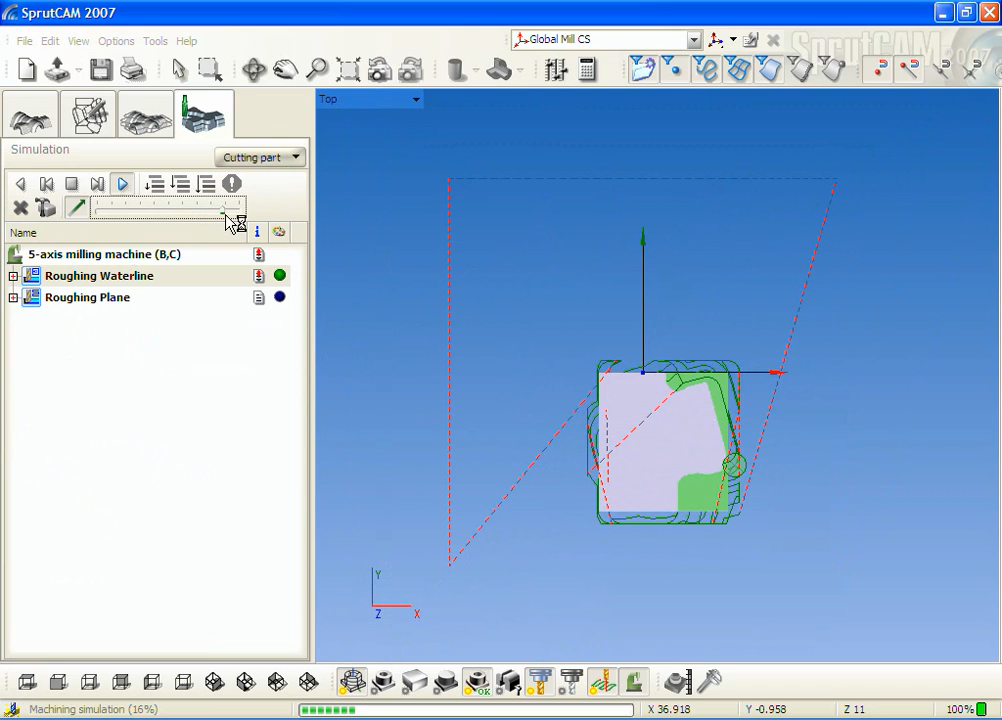 SprutCAM 2007
File Edit View Options Tools Help
Global Mill CS
SprutCAM 2007
Top
Simulation
Cutting part
Name
5-axis milling machine (B,C)
Roughing Waterline
Roughing Plane
Y
Z X
OK
Machining simulation (16%) X 36.918 Y -0.958 Z 11 100%